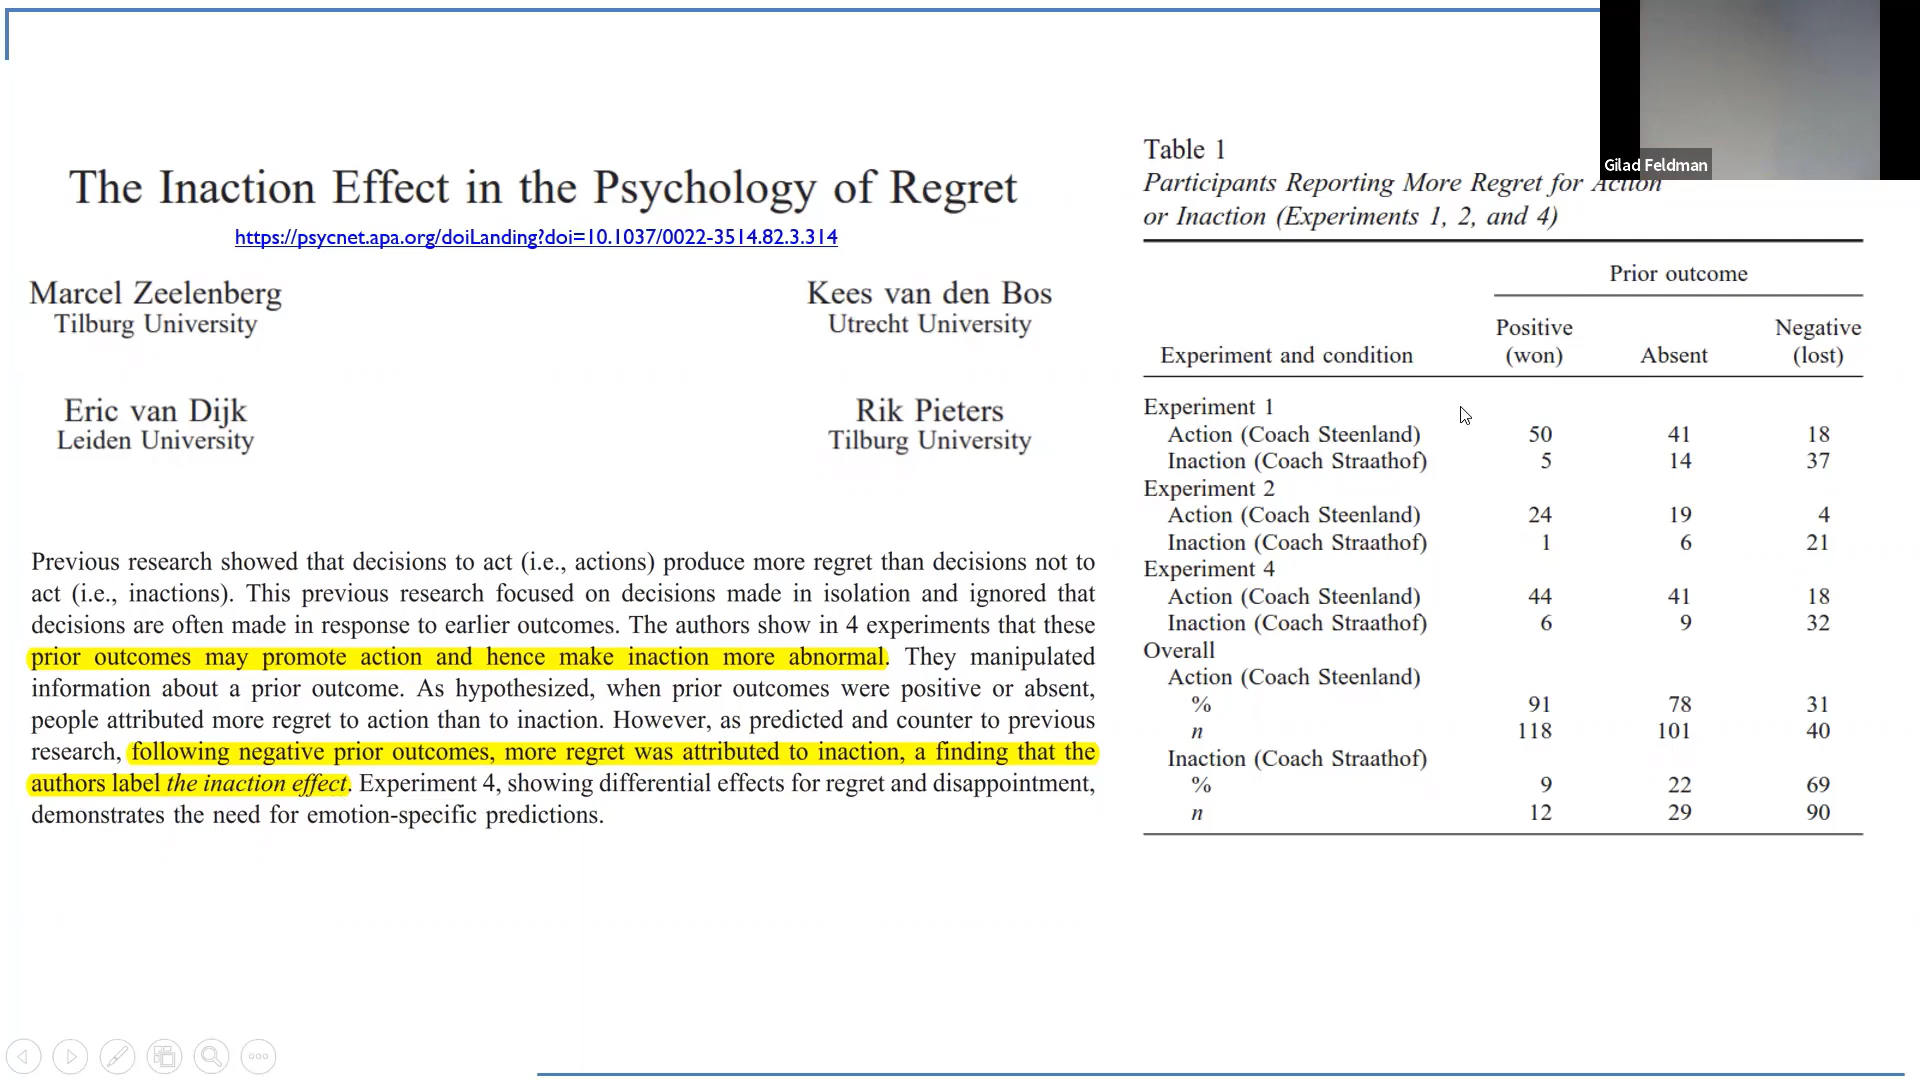 Gilad Feldman
The Inaction Effect in the Psychology of Regret
https://psycnet.apa.org/doiLanding?doi=10.1037/0022-3514.82.3.314
Marcel Zeelenberg
Tilburg University
Kees van den Bos
Utrecht University
Eric van Dijk
Leiden University
Rik Pieters
Tilburg University
Previous research showed that decisions to act (i.e., actions) produce more regret than decisions not to
act (i.e., inactions). This previous research focused on decisions made in isolation and ignored that
decisions are often made in response to earlier outcomes. The authors show in 4 experiments that these
prior outcomes may promote action and hence make inaction more abnormal. They manipulated
information about a prior outcome. As hypothesized, when prior outcomes were positive or absent,
people attributed more regret to action than to inaction. However, as predicted and counter to previous
research, following negative prior outcomes, more regret was attributed to inaction, a finding that the
authors label the inaction effect. Experiment 4, showing differential effects for regret and disappointment,
demonstrates the need for emotion-specific predictions.
Table 1
Participants Reporting More Regret for Action
or Inaction (Experiments 1, 2, and 4)
Prior outcome
Positive Negative
Experiment and condition (won) Absent (lost)
Experiment 1
Action (Coach Steenland) 50 41 18
Inaction (Coach Straathof) 5 14 37
Experiment 2
Action (Coach Steenland) 24 19 4
Inaction (Coach Straathof) 1 6 21
Experiment 4
Action (Coach Steenland) 44 41 18
Inaction (Coach Straathof) 6 9 32
Overall
Action (Coach Steenland)
% 91 78 31
n 118 101 40
Inaction (Coach Straathof)
% 9 22 69
n 12 29 90